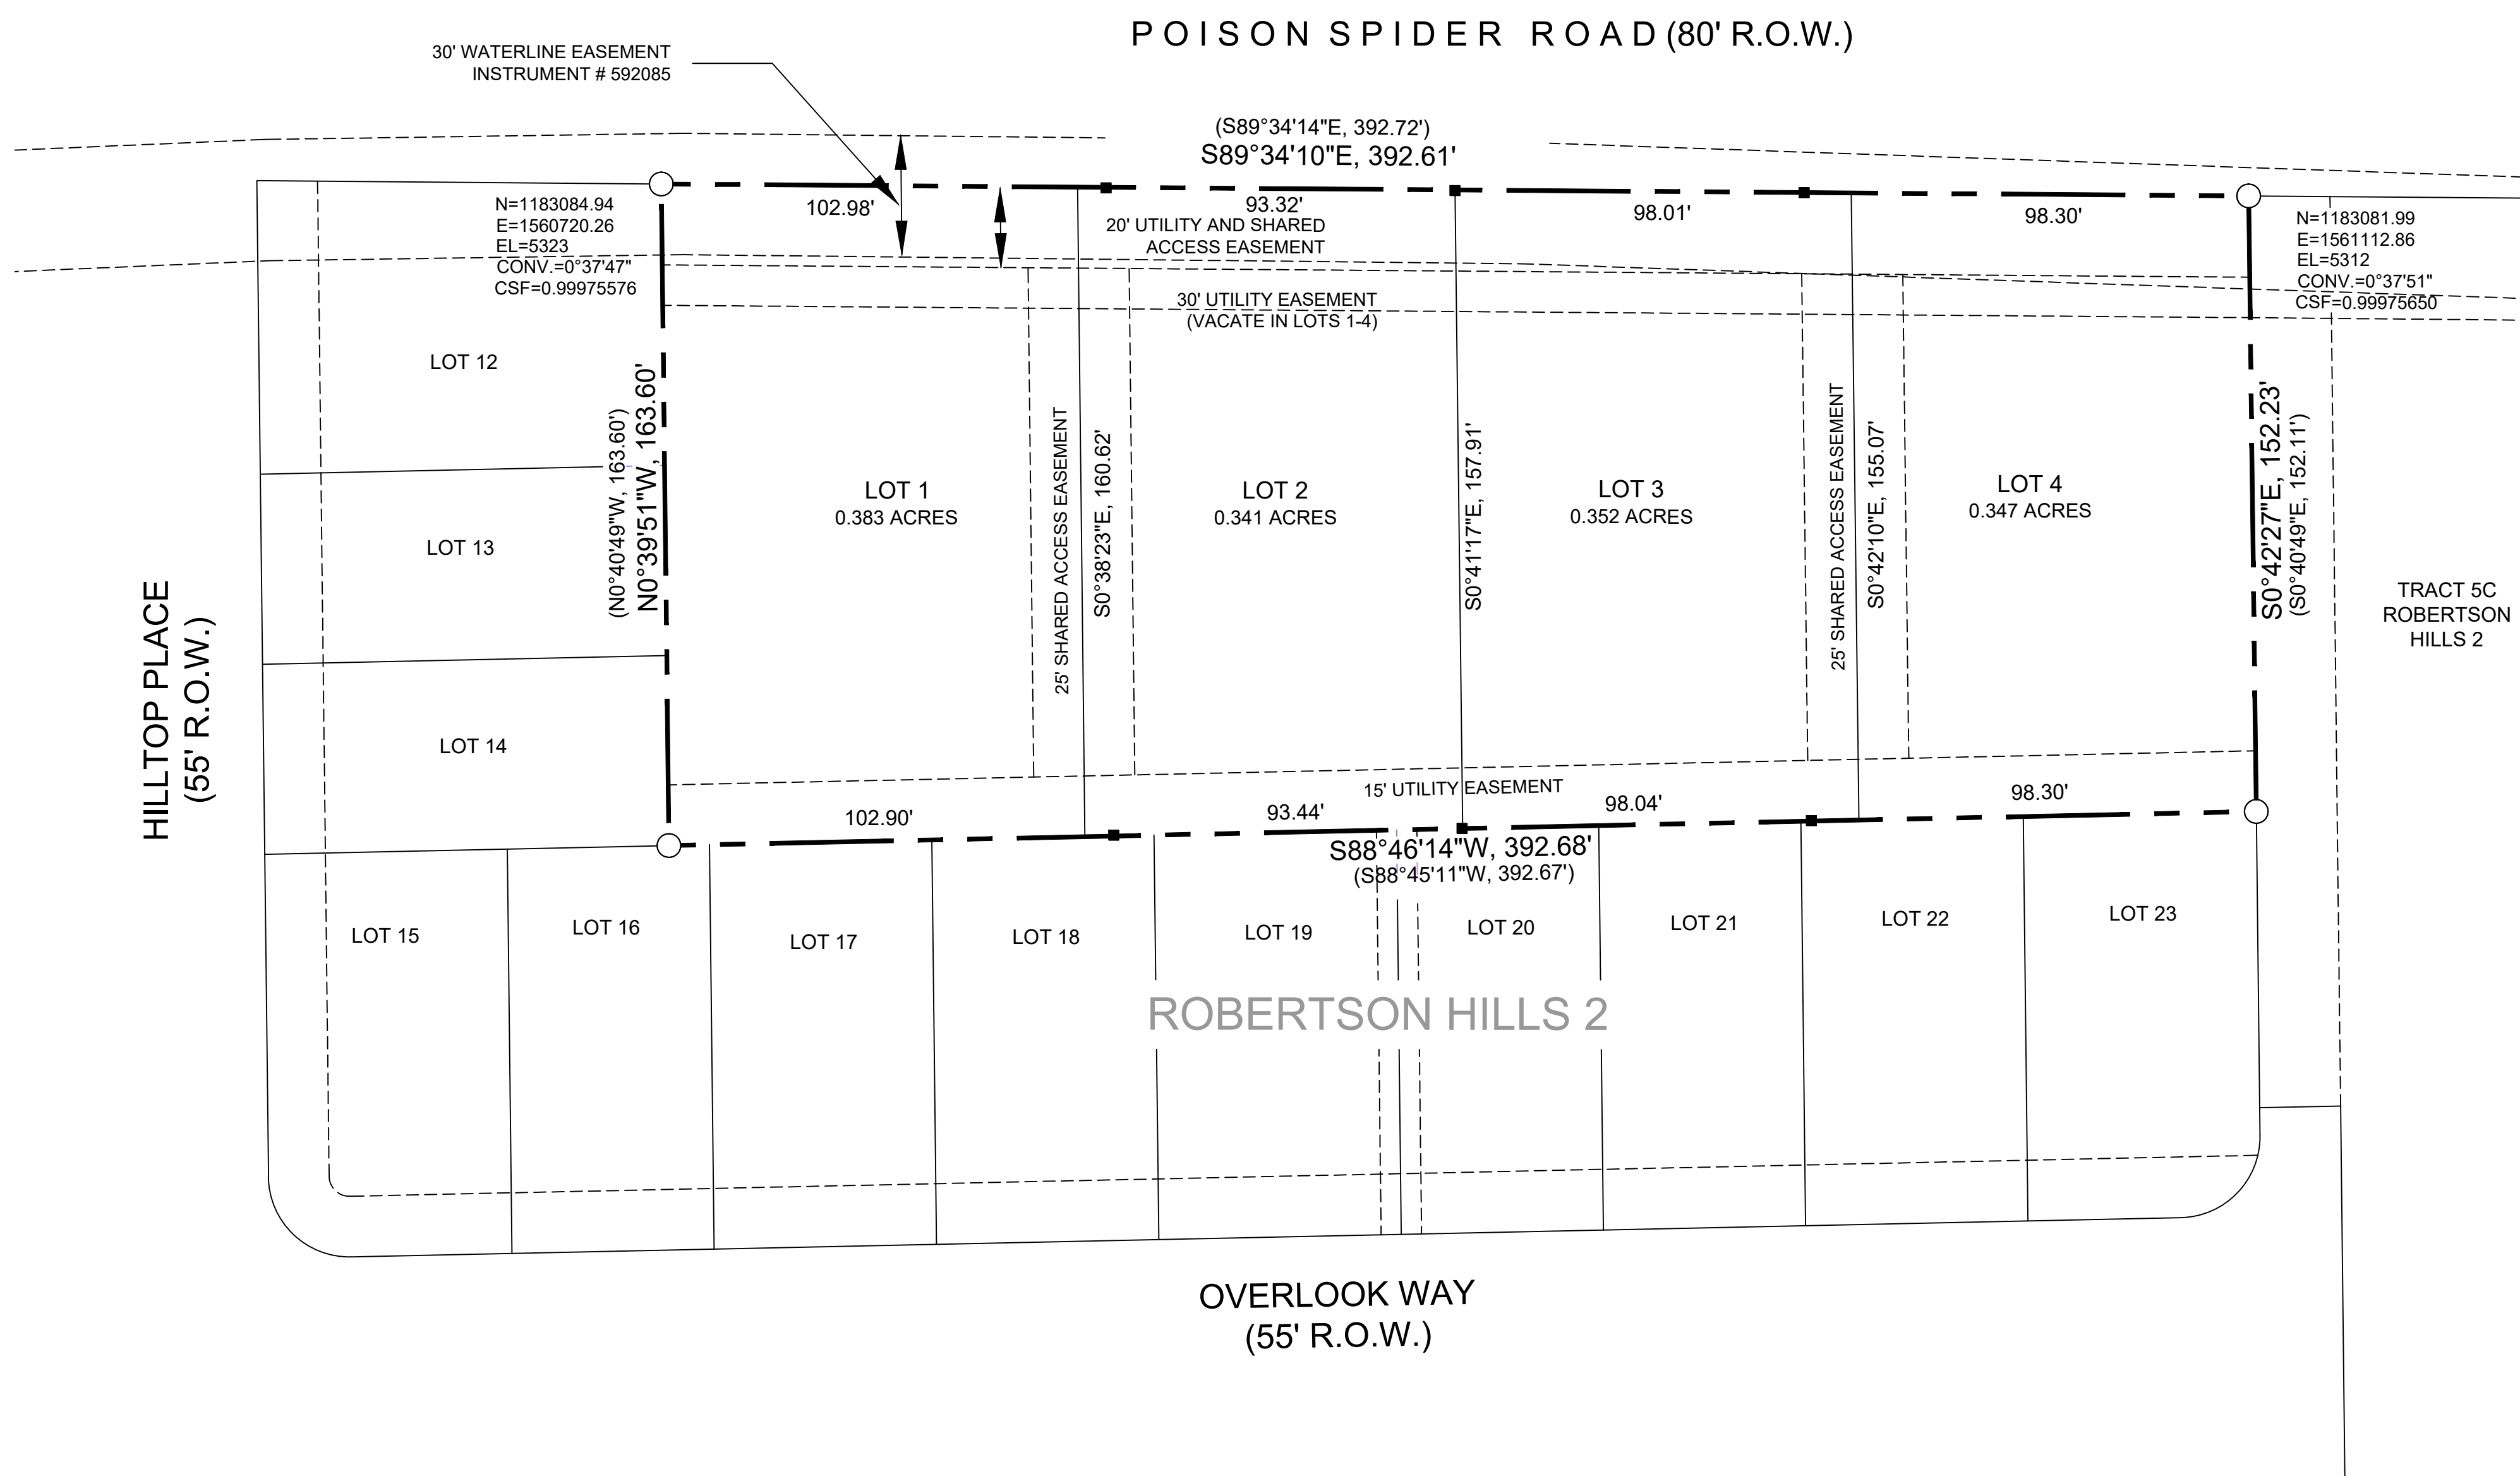 POISON SPIDER ROAD (80' R.O.W.)
30' WATERLINE EASEMENT
INSTRUMENT # 592085
(S89°34'14"E, 392.72')
S89°34'10"E, 392.61'
N=1183084.94
E=1560720.26
EL=5323
CONV.=0°37'47"
CSF=0.99975576
102.98'
93.32'
20' UTILITY AND SHARED
ACCESS EASEMENT
98.01'
98.30'
N=1183081.99
E=1561112.86
EL=5312
CONV.=0°37'51"
CSF=0.99975650
30' UTILITY EASEMENT
(VACATE IN LOTS 1-4)
LOT 12
LOT 13
LOT 14
HILLTOP PLACE
(55' R.O.W.)
(N0°40'49"W, 163.60')
N0°39'51"W, 163.60'
LOT 1
0.383 ACRES
25' SHARED ACCESS EASEMENT
S0°38'23"E, 160.62'
LOT 2
0.341 ACRES
S0°41'17"E, 157.91'
LOT 3
0.352 ACRES
25' SHARED ACCESS EASEMENT
S0°42'10"E, 155.07'
LOT 4
0.347 ACRES
S0°42'27"E, 152.23'
(S0°40'49"E, 152.11')
TRACT 5C
ROBERTSON
HILLS 2
15' UTILITY EASEMENT
102.90'
93.44'
98.04'
98.30'
S88°46'14"W, 392.68'
(S88°45'11"W, 392.67')
LOT 15
LOT 16
LOT 17
LOT 18
LOT 19
LOT 20
LOT 21
LOT 22
LOT 23
ROBERTSON HILLS 2
OVERLOOK WAY
(55' R.O.W.)